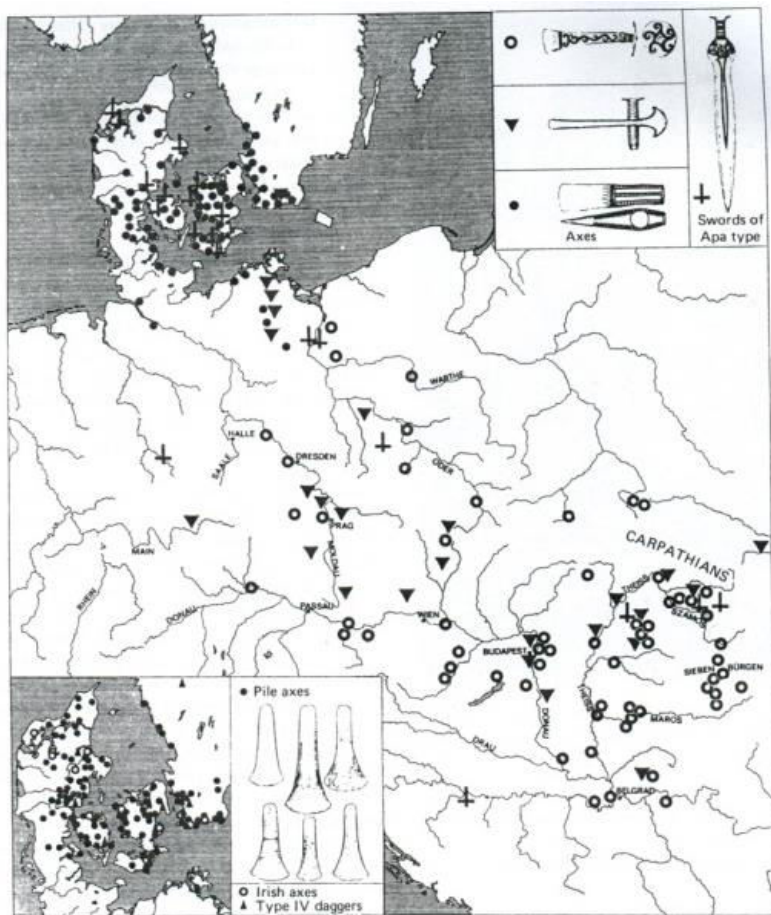 Axes
Swords of
Apa type
WARTHE
HALLE
SAALE
DRESDEN
ODER
PRAG
MAIN
MOLDAU
CARPATHIANS
RHEIN
DONAU
PASSAU
WIEN
THEISS
SZAMOS
BUDAPEST
SIEBEN BÜRGEN
DONAU
MAROS
DRAU
BELGRAD
Pile axes
Irish axes
Type IV daggers